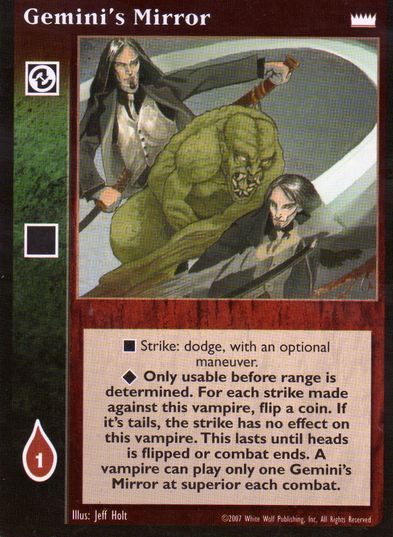 Gemini's Mirror
Strike: dodge, with an optional
maneuver.
Only usable before range is
determined. For each strike made
against this vampire, flip a coin. If
it's tails, the strike has no effect on
this vampire. This lasts until heads
is flipped or combat ends. A
vampire can play only one Gemini's
Mirror at superior each combat.
1
Illus: Jeff Holt
©2007 White Wolf Publishing, Inc, All Rights Reserved